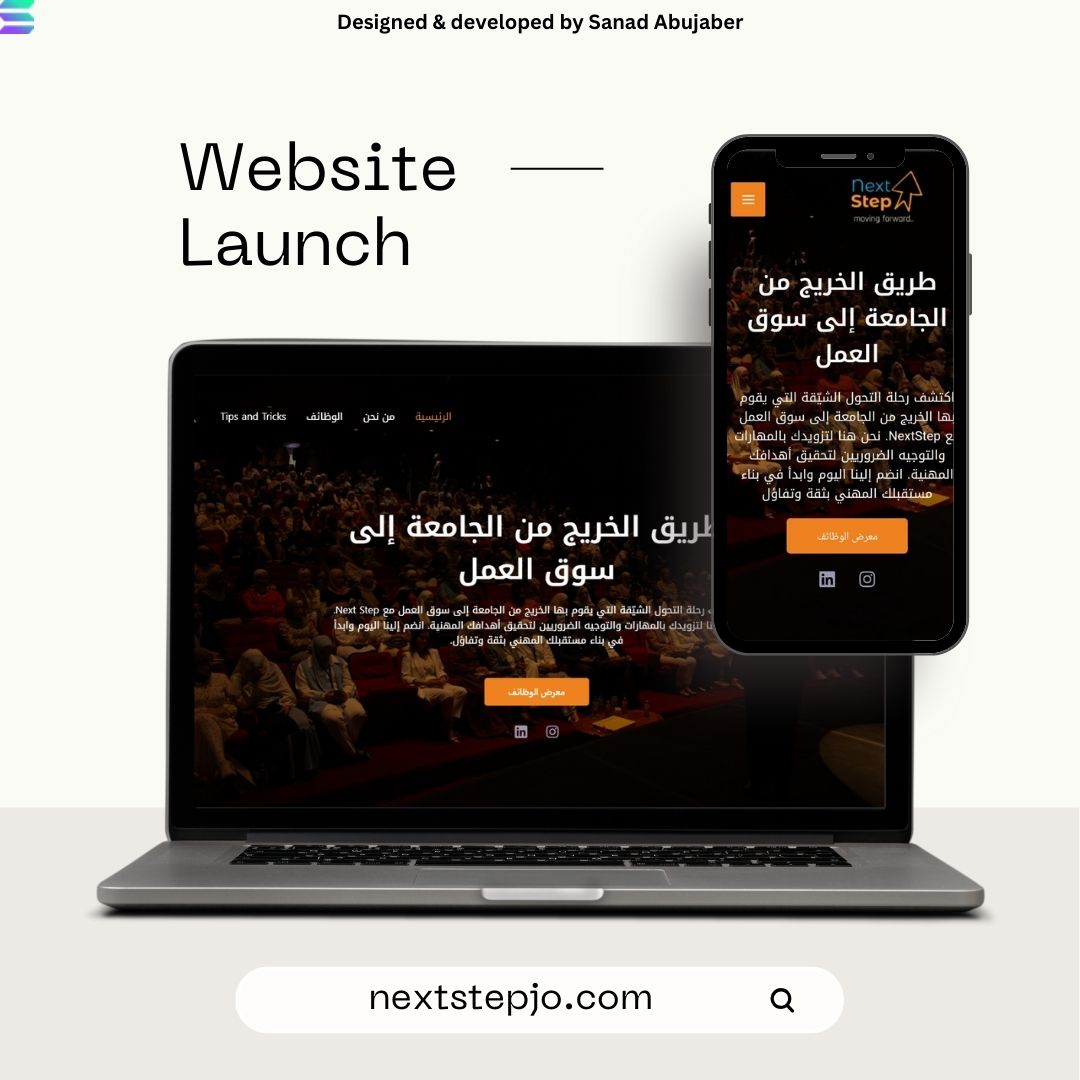 Designed & developed by Sanad Abujaber
Website
Launch
Next
Step
moving forward..
طريق الخريج من
الجامعة إلى سوق
العمل
اكتشف رحلة التحول الشيّقة التي يقوم
بها الخريج من الجامعة إلى سوق العمل
NextStep. نحن هنا لتزويدك بالمهارات
والتوجيه الضروريين لتحقيق أهدافك
المهنية. انضم إلينا اليوم وابدأ في بناء
مستقبلك المهني بثقة وتفاؤل
معرض الوظائف
الرئيسية
من نحن
الوظائف
Tips and Tricks
طريق الخريج من الجامعة إلى
سوق العمل
رحلة التحول الشيّقة التي يقوم بها الخريج من الجامعة إلى سوق العمل مع Next Step.
لتزويدك بالمهارات والتوجيه الضروريين لتحقيق أهدافك المهنية. انضم إلينا اليوم وابدأ
في بناء مستقبلك المهني بثقة وتفاؤل.
معرض الوظائف
nextstepjo.com